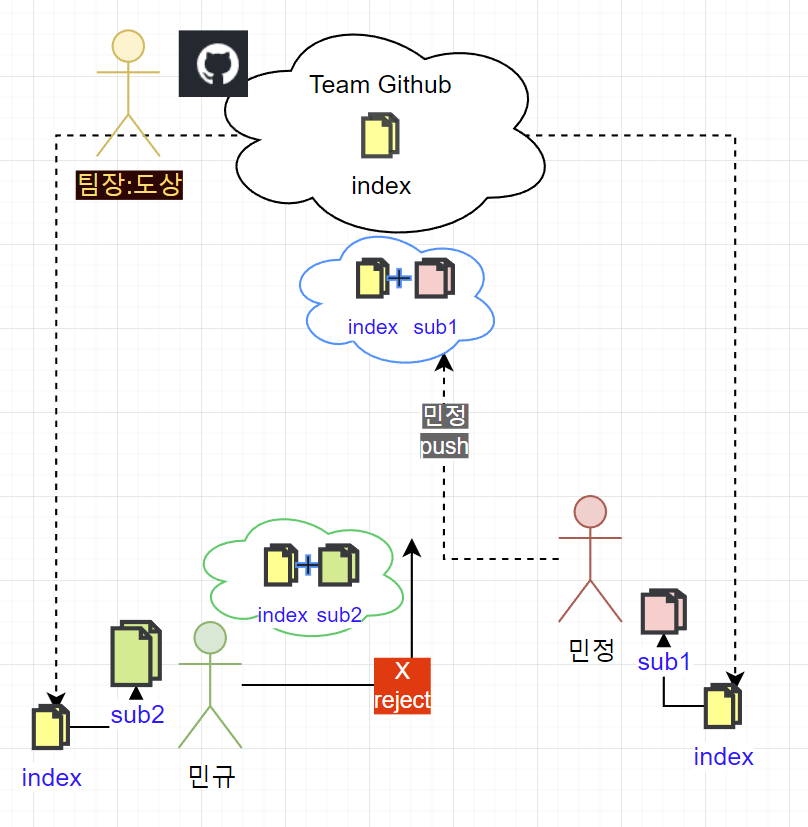 Team Github
index
팀장:도상
index sub1
민정
push
index sub2
X
reject
민정
sub1
sub2
index
민규
index